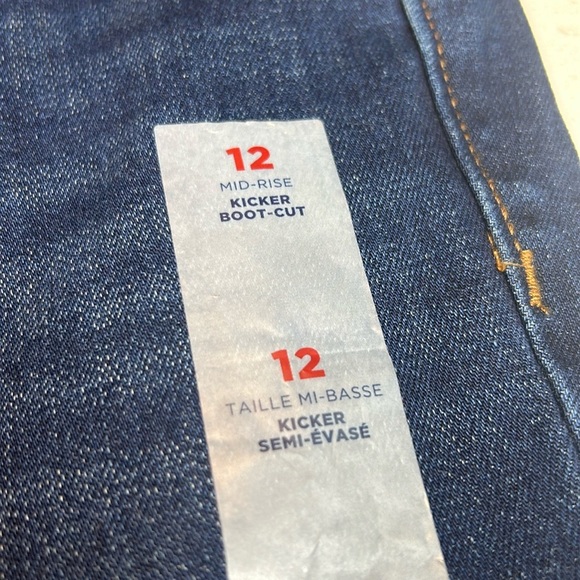 12
MID-RISE
KICKER
BOOT-CUT
12
TAILLE MI-BASSE
KICKER
SEMI-ÉVASÉ